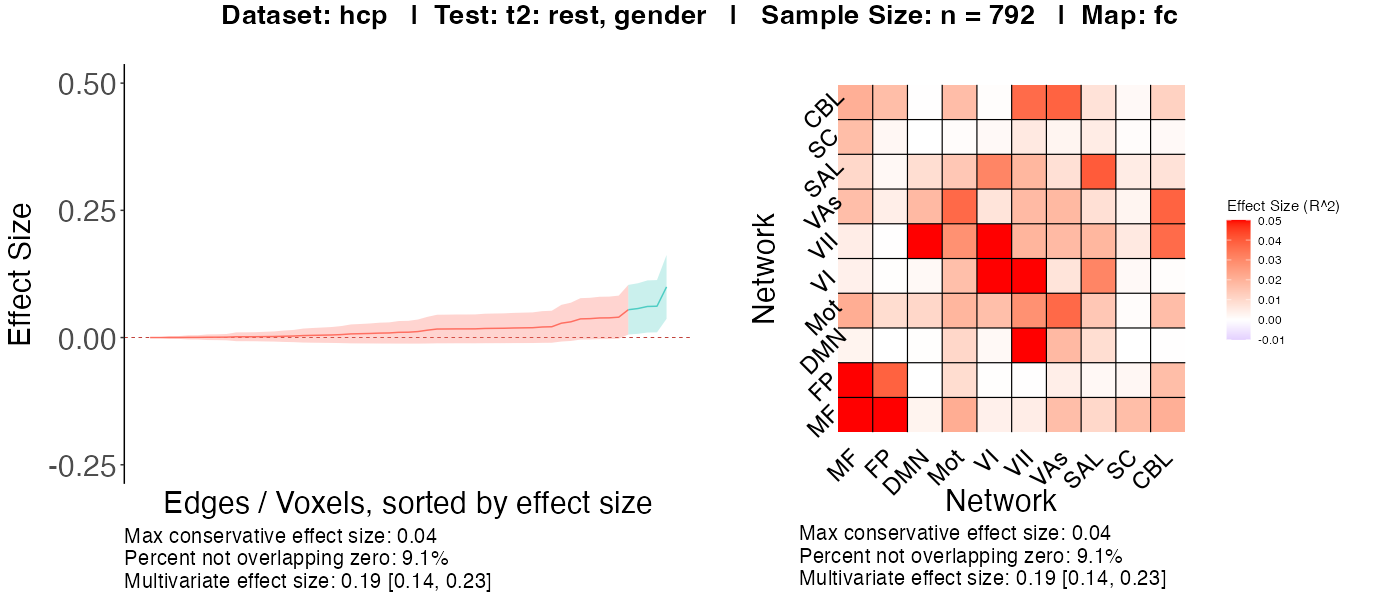 Dataset: hcp | Test: t2: rest, gender | Sample Size: n = 792 | Map: fc
0.50
0.25
0.00
-0.25
Effect Size
Edges / Voxels, sorted by effect size
Max conservative effect size: 0.04
Percent not overlapping zero: 9.1%
Multivariate effect size: 0.19 [0.14, 0.23]
Network
CBL
SC
SAL
VAs
VII
VI
Mot
DMN
FP
MF
MF FP DMN Mot VI VII VAs SAL SC CBL
Network
Effect Size (R^2)
0.05
0.04
0.03
0.02
0.01
0.00
-0.01
Max conservative effect size: 0.04
Percent not overlapping zero: 9.1%
Multivariate effect size: 0.19 [0.14, 0.23]